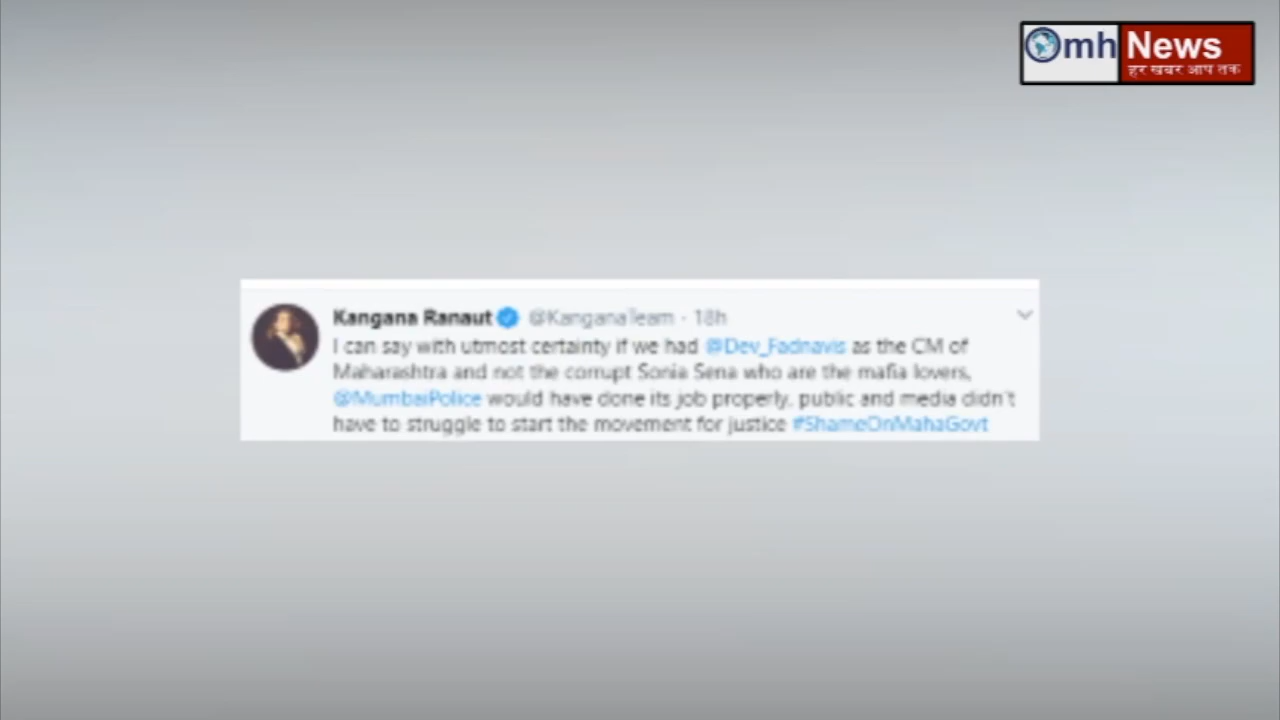 Omh News
हर खबर आप तक
Kangana Ranaut @KanganaTeam · 18h
I can say with utmost certainty if we had @Dev_Fadnavis as the CM of
Maharashtra and not the corrupt Sonia Sena who are the mafia lovers,
@MumbaiPolice would have done its job properly, public and media didn't
have to struggle to start the movement for justice #ShameOnMahaGovt